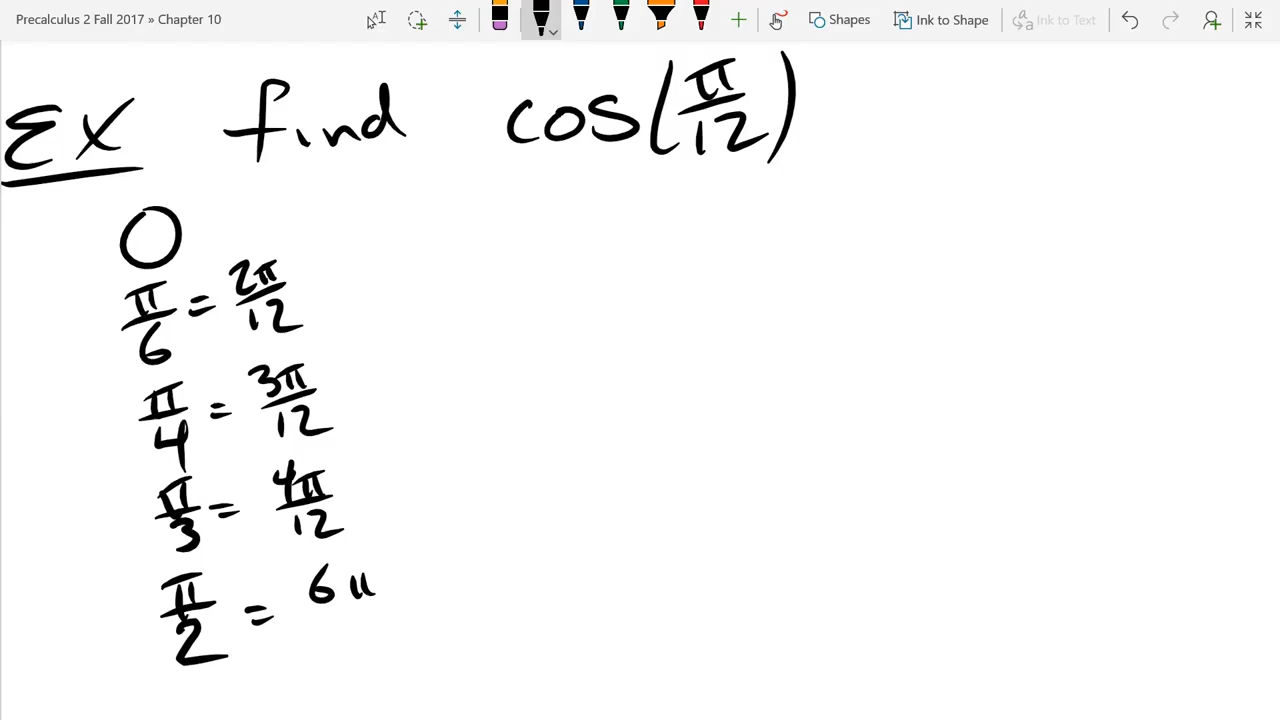 Precalculus 2 Fall 2017 » Chapter 10
Shapes
Ink to Shape
Ink to Text
Ex find cos(π/12)
0
π/6 = 2π/12
π/4 = 3π/12
π/3 = 4π/12
π/2 = 6π